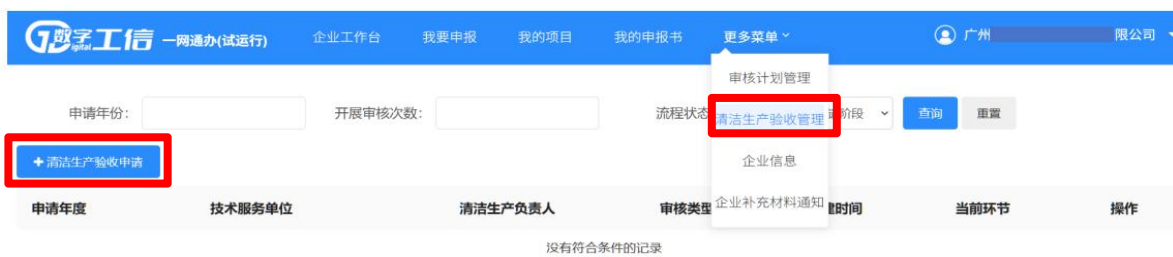 数字工信 一网通办(试运行) 企业工作台 我要申报 我的项目 我的申报书 更多菜单 广州 限公司
igital
审核计划管理
申请年份: 开展审核次数: 流程状态 清洁生产验收管理 阶段 查询 重置
+清洁生产验收申请 企业信息
申请年度 技术服务单位 清洁生产负责人 审核类型 企业补充材料通知 建时间 当前环节 操作
没有符合条件的记录